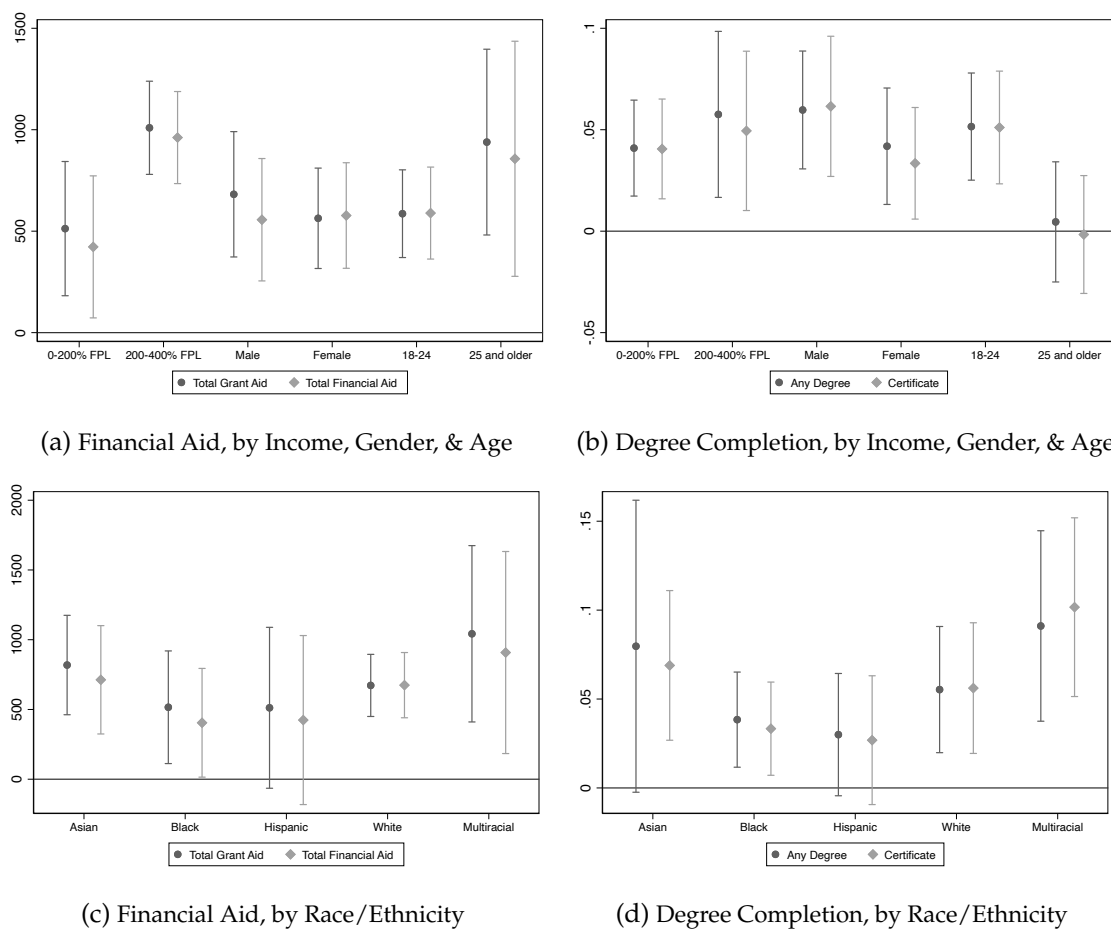 1500
1000
500
0
0-200% FPL 200-400% FPL Male Female 18-24 25 and older
Total Grant Aid Total Financial Aid
(a) Financial Aid, by Income, Gender, & Age
.1
.05
0
-.05
0-200% FPL 200-400% FPL Male Female 18-24 25 and older
Any Degree Certificate
(b) Degree Completion, by Income, Gender, & Age
2000
1500
1000
500
0
Asian Black Hispanic White Multiracial
Total Grant Aid Total Financial Aid
(c) Financial Aid, by Race/Ethnicity
.15
.1
.05
0
Asian Black Hispanic White Multiracial
Any Degree Certificate
(d) Degree Completion, by Race/Ethnicity